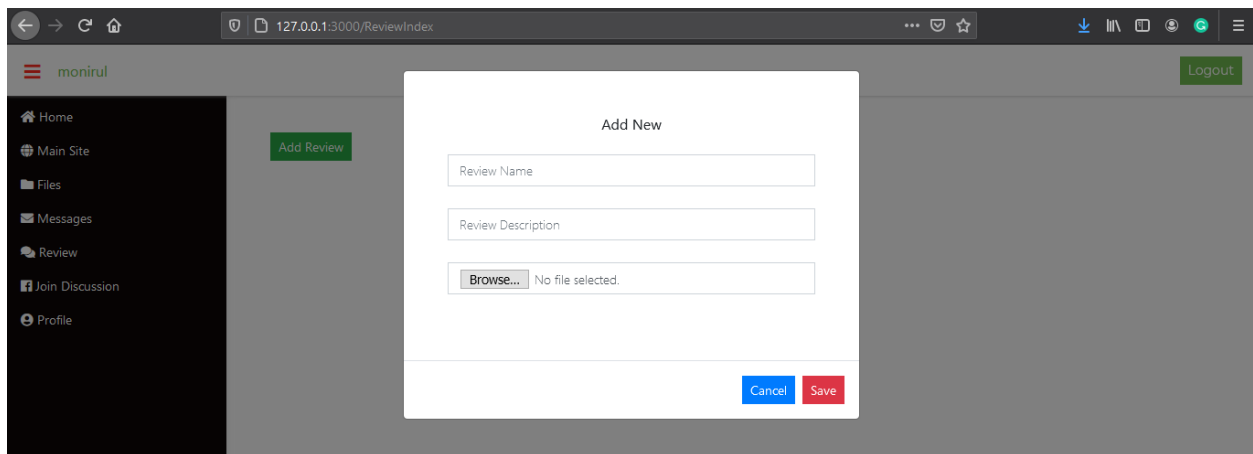 127.0.0.1:3000/ReviewIndex
monirul
Logout
Home
Main Site
Files
Messages
Review
Join Discussion
Profile
Add Review
Add New
Review Name
Review Description
Browse... No file selected.
Cancel Save